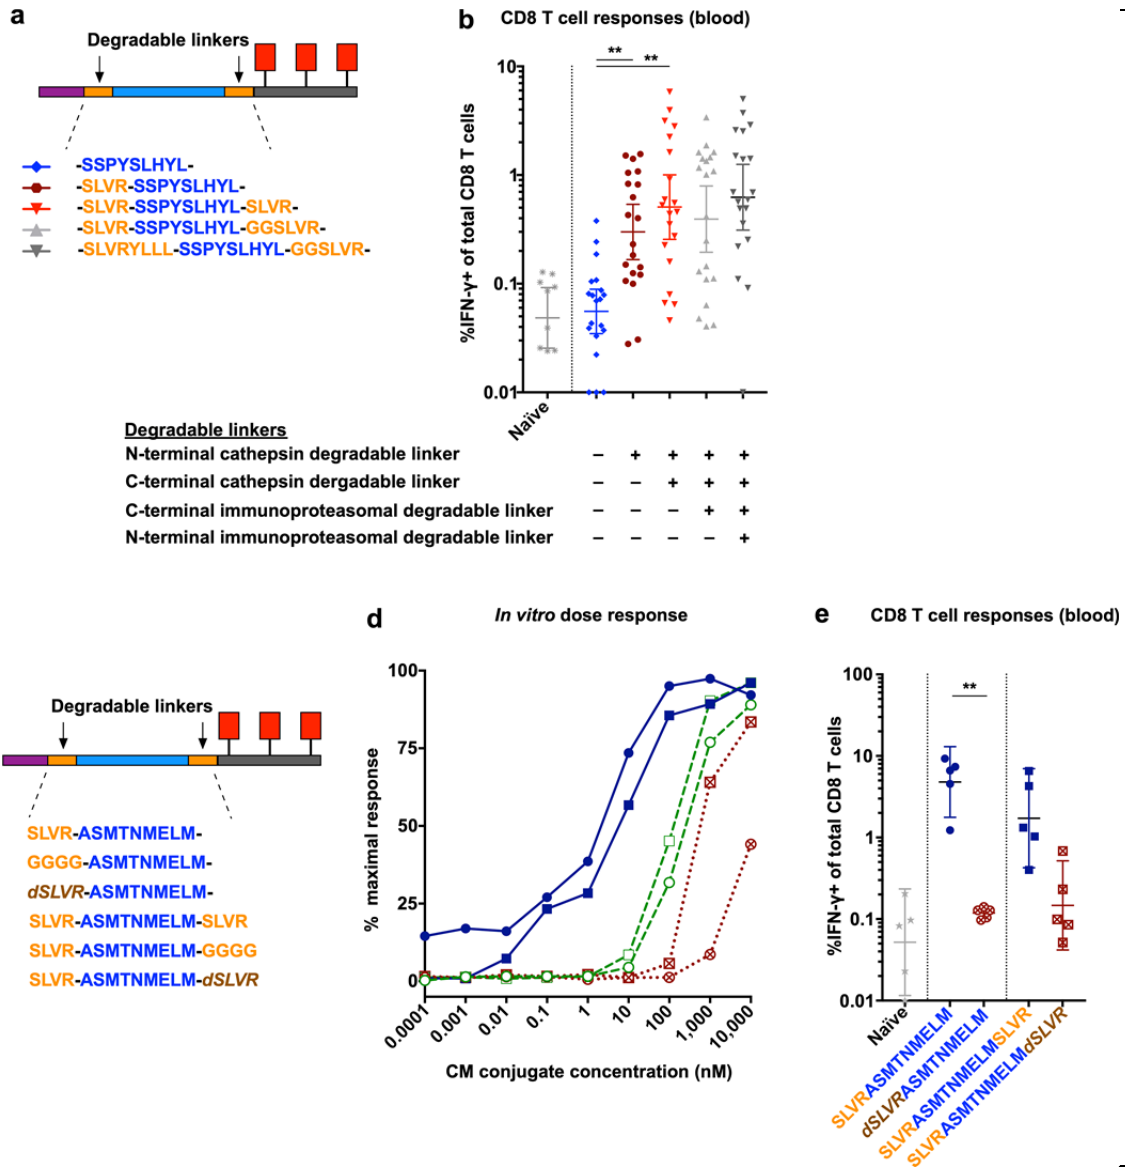 a
Degradable linkers
-SSPYSLHYL-
-SLVR-SSPYSLHYL-
-SLVR-SSPYSLHYL-SLVR-
-SLVR-SSPYSLHYL-GGSLVR-
-SLVRYLLL-SSPYSLHYL-GGSLVR-
b
CD8 T cell responses (blood)
** **
%IFN-γ+ of total CD8 T cells
10
1
0.1
0.01
Naïve
Degradable linkers
N-terminal cathepsin degradable linker – + + + +
C-terminal cathepsin dergadable linker – – + + +
C-terminal immunoproteasomal degradable linker – – – + +
N-terminal immunoproteasomal degradable linker – – – – +
Degradable linkers
SLVR-ASMTNMELM-
GGGG-ASMTNMELM-
dSLVR-ASMTNMELM-
SLVR-ASMTNMELM-SLVR
SLVR-ASMTNMELM-GGGG
SLVR-ASMTNMELM-dSLVR
d
In vitro dose response
% maximal response
100
75
50
25
0
0.0001 0.001 0.01 0.1 1 10 100 1,000 10,000
CM conjugate concentration (nM)
e
CD8 T cell responses (blood)
**
%IFN-γ+ of total CD8 T cells
100
10
1
0.1
0.01
Naïve
SLVRASMTNMELM
dSLVRASMTNMELM
SLVRASMTNMELMSLVR
SLVRASMTNMELMdSLVR